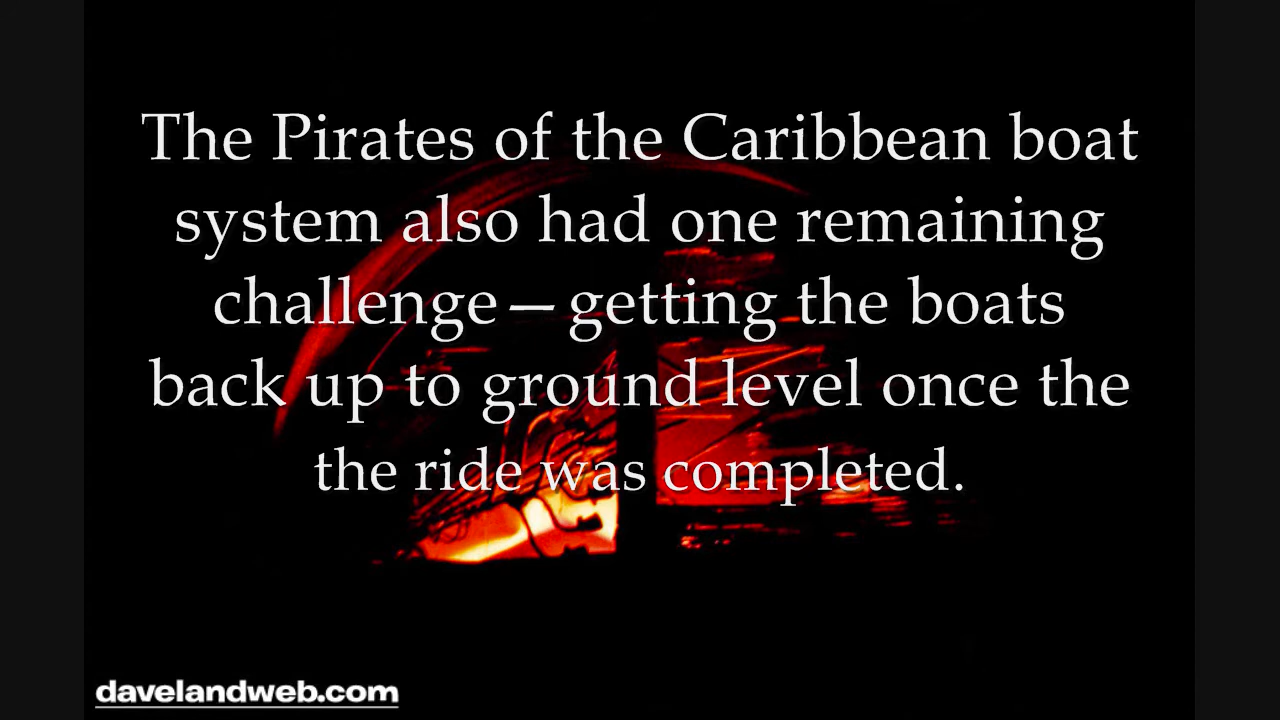 The Pirates of the Caribbean boat
system also had one remaining
challenge—getting the boats
back up to ground level once the
the ride was completed.
davelandweb.com